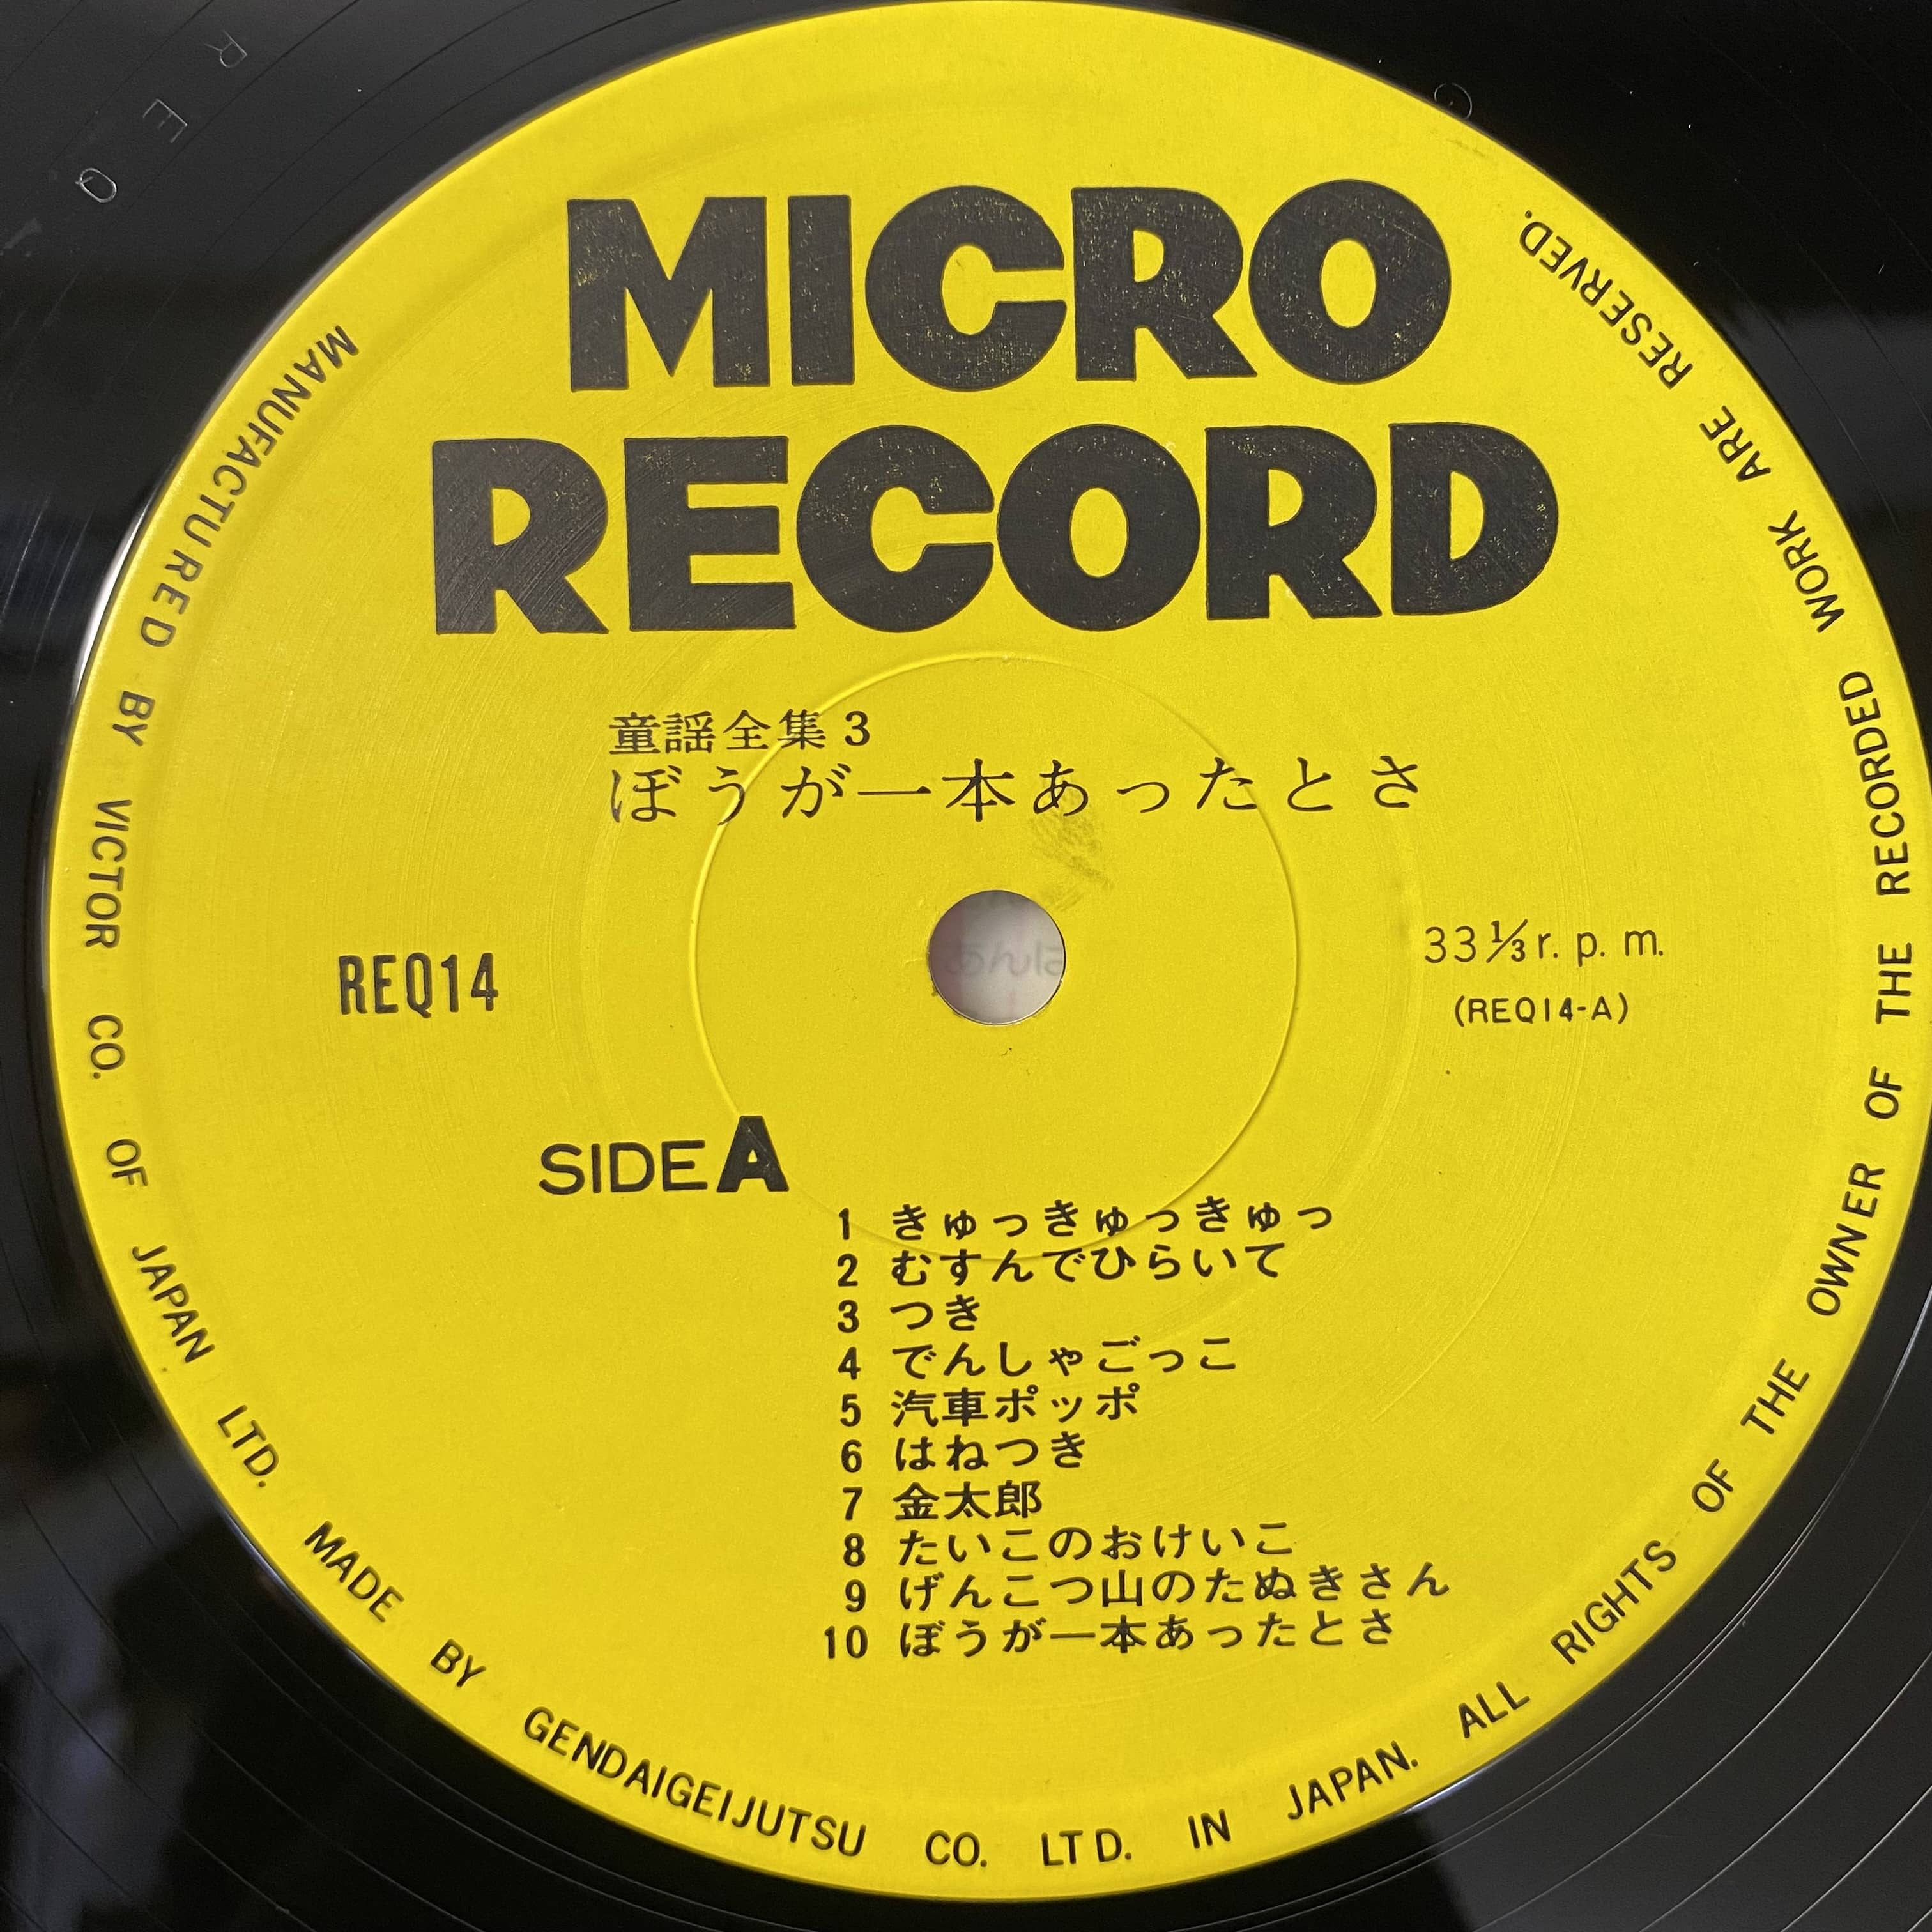 MICRO
RECORD
童謡全集 3
ぼうが一本あったとさ
REQ14
33⅓ r. p. m.
(REQ14-A)
SIDE A
1 きゅっきゅっきゅっ
2 むすんでひらいて
3 つき
4 でんしゃごっこ
5 汽車ポッポ
6 はねつき
7 金太郎
8 たいこのおけいこ
9 げんこつ山のたぬきさん
10 ぼうが一本あったとさ
MANUFACTURED BY VICTOR CO. OF JAPAN LTD. MADE BY GENDAIGEIJUTSU CO. LTD. IN JAPAN. ALL RIGHTS OF THE OWNER OF THE RECORDED WORK ARE RESERVED.
R E Q